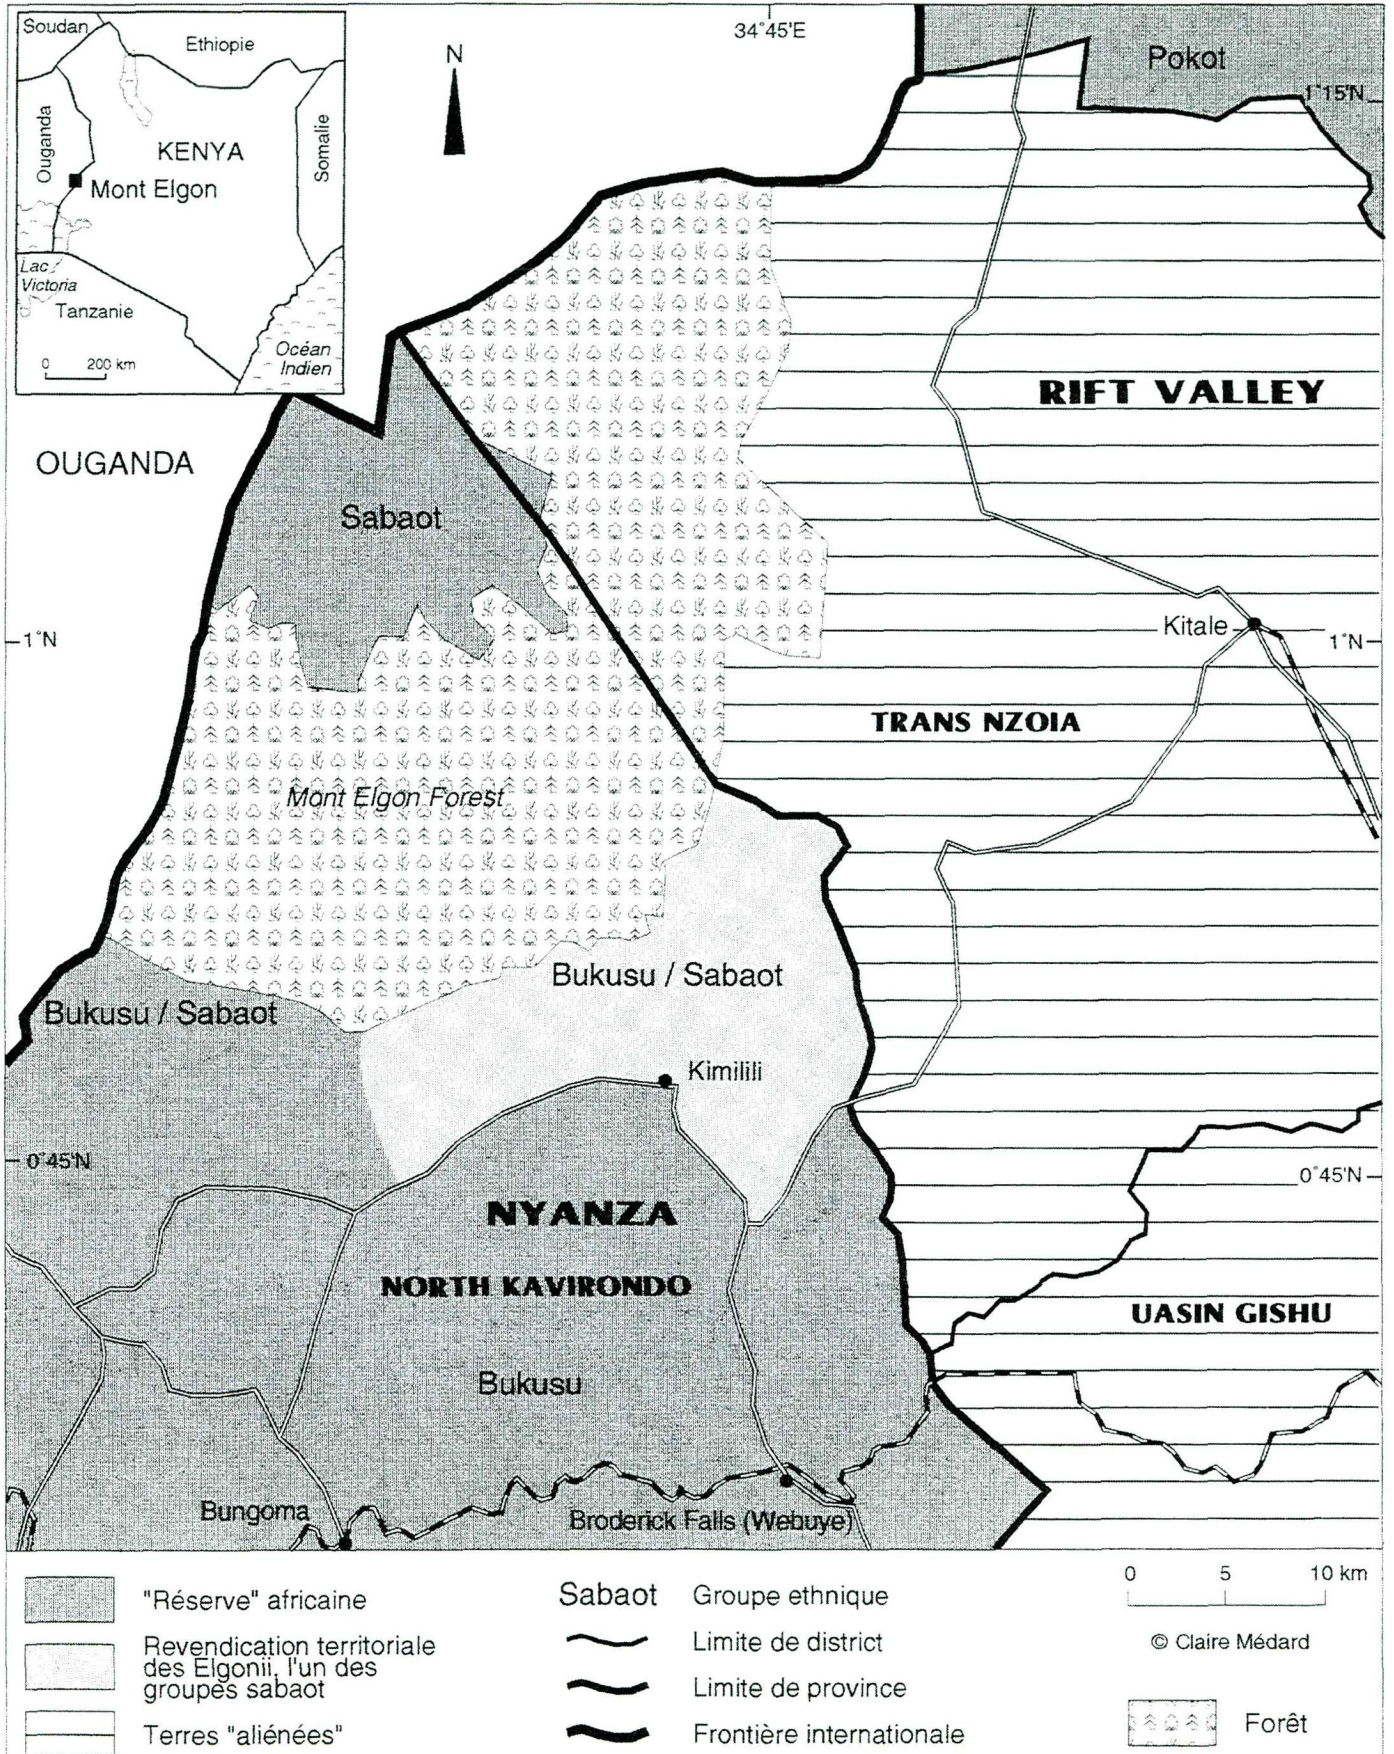 Soudan
Ethiopie
Ouganda
KENYA
Somalie
Mont Elgon
Lac
Victoria
Tanzanie
Océan
Indien
0 200 km
N
34°45'E
Pokot
1°15'N
RIFT VALLEY
OUGANDA
Sabaot
1°N
Kitale
1°N
TRANS NZOIA
Mont Elgon Forest
Bukusu / Sabaot
Bukusu / Sabaot
Kimilili
0°45'N
0°45'N
NYANZA
NORTH KAVIRONDO
UASIN GISHU
Bukusu
Bungoma
Broderick Falls (Webuye)
"Réserve" africaine
Revendication territoriale
des Elgonii, l'un des
groupes sabaot
Terres "aliénées"
Sabaot Groupe ethnique
Limite de district
Limite de province
Frontière internationale
0 5 10 km
© Claire Médard
Forêt